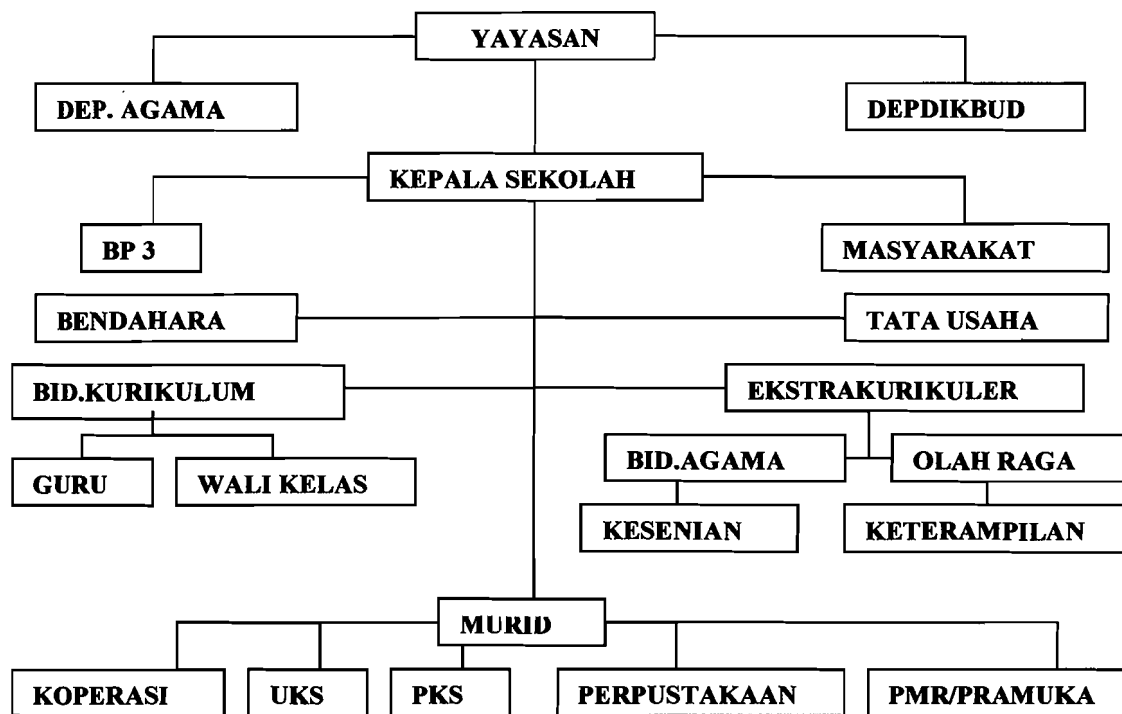 YAYASAN
DEP. AGAMA
DEPDIKBUD
KEPALA SEKOLAH
BP 3
MASYARAKAT
BENDAHARA
TATA USAHA
BID.KURIKULUM
EKSTRAKURIKULER
BID.AGAMA
OLAH RAGA
GURU
WALI KELAS
KESENIAN
KETERAMPILAN
MURID
KOPERASI
UKS
PKS
PERPUSTAKAAN
PMR/PRAMUKA